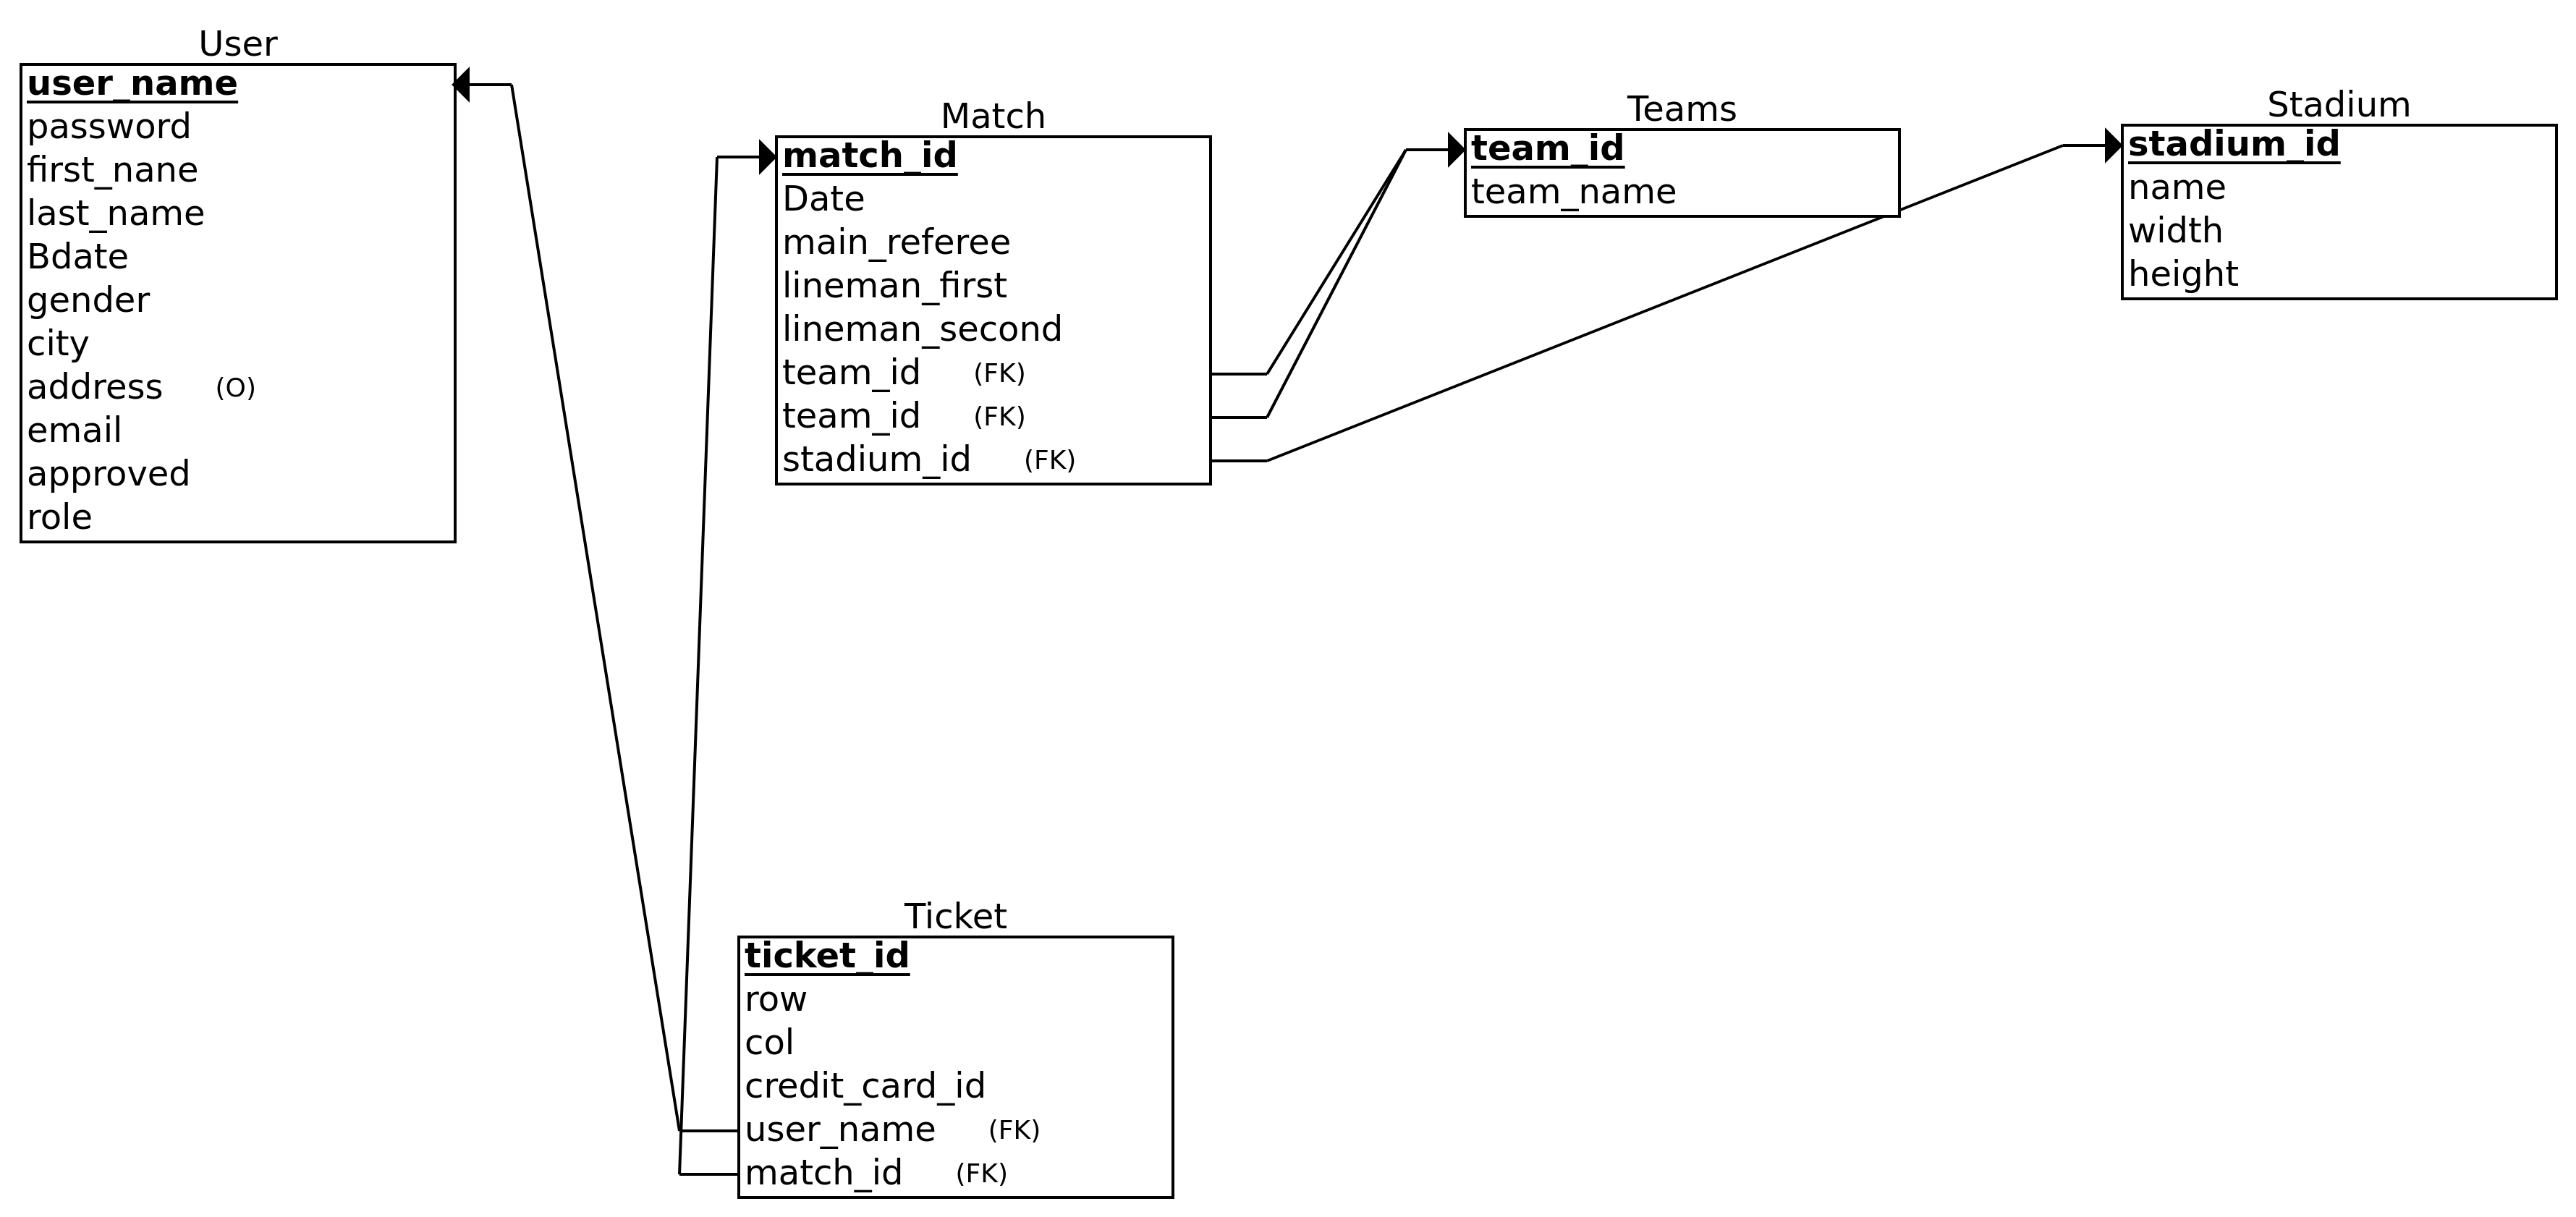 User
user_name
password
first_nane
last_name
Bdate
gender
city
address (O)
email
approved
role
Match
match_id
Date
main_referee
lineman_first
lineman_second
team_id (FK)
team_id (FK)
stadium_id (FK)
Teams
team_id
team_name
Stadium
stadium_id
name
width
height
Ticket
ticket_id
row
col
credit_card_id
user_name (FK)
match_id (FK)